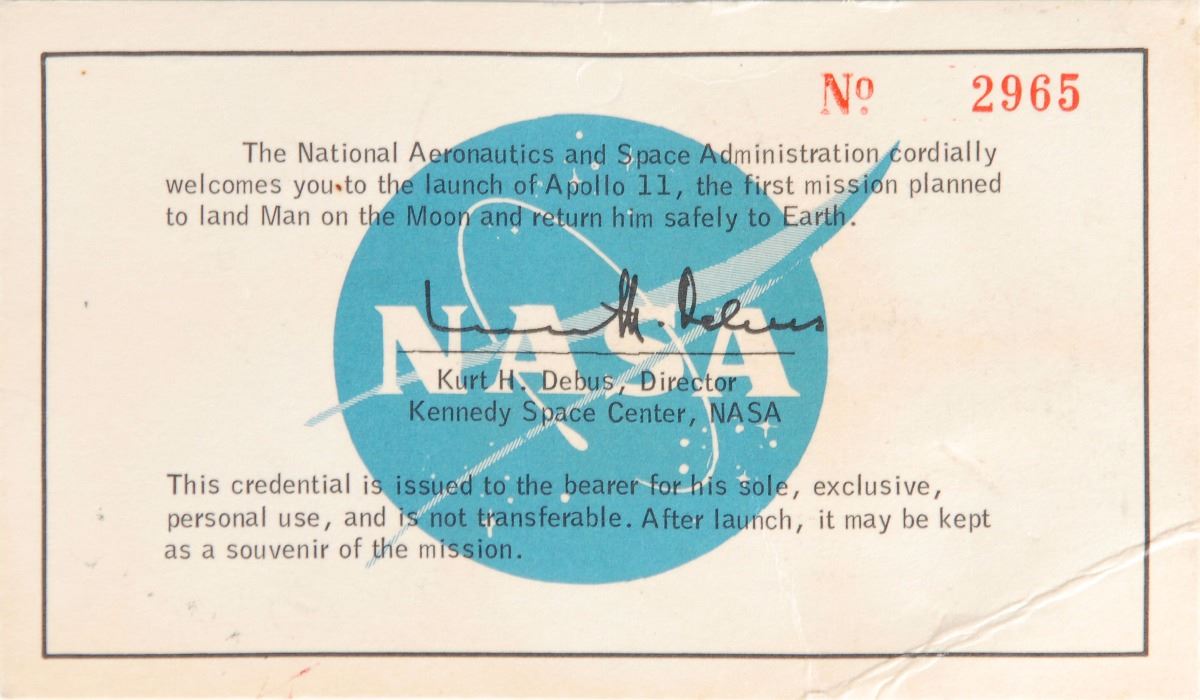 Nº 2965
The National Aeronautics and Space Administration cordially
welcomes you to the launch of Apollo 11, the first mission planned
to land Man on the Moon and return him safely to Earth.
Kurt H. Debus
NASA
Kurt H. Debus, Director
Kennedy Space Center, NASA
This credential is issued to the bearer for his sole, exclusive,
personal use, and is not transferable. After launch, it may be kept
as a souvenir of the mission.